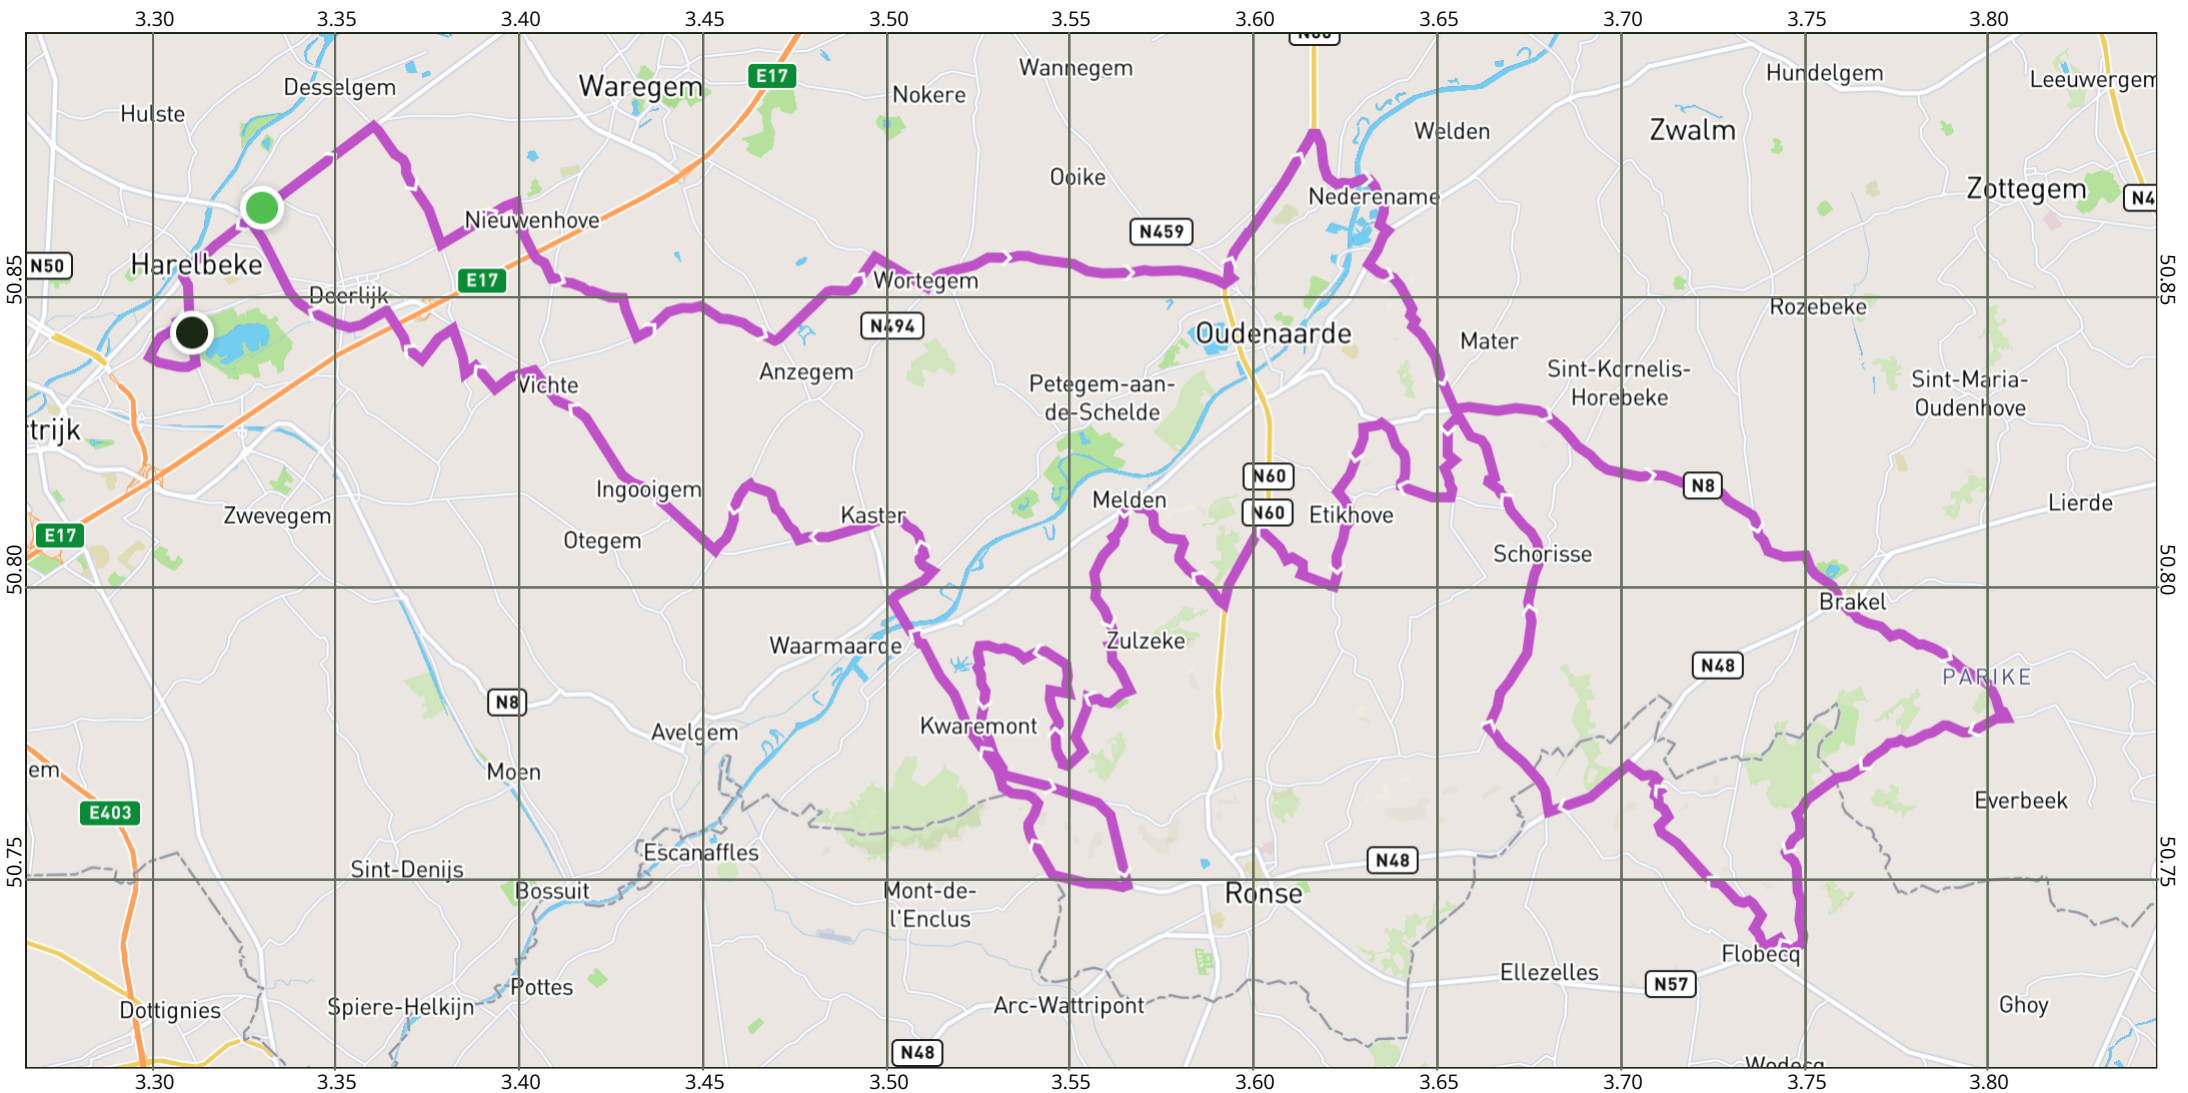 3.30 3.35 3.40 3.45 3.50 3.55 3.60 3.65 3.70 3.75 3.80
Desselgem
Hulste
Waregem
E17
Nokere
Wannegem
Hundelgem
Leeuwergem
Welden
Zwalm
Ooike
Nederename
Zottegem
N4
Nieuwenhove
N459
N50
Harelbeke
E17
Wortegem
50.85
Deerlijk
50.85
N494
Rozebeke
Oudenaarde
Mater
Anzegem
Vichte
Petegem-aan-
de-Schelde
Sint-Kornelis-
Horebeke
Sint-Maria-
Oudenhove
trijk
N60
Ingooigem
Melden
N8
Zwevegem
Kaster
N60
Etikhove
Lierde
E17
Otegem
Schorisse
50.80
50.80
Brakel
Waarmaarde
Zulzeke
N48
PARIKE
N8
Avelgem
Kwaremont
em
Moen
Everbeek
E403
Escanaffles
N48
Sint-Denijs
50.75
50.75
Bossuit
Mont-de-
l'Enclus
Ronse
Flobecq
Pottes
Ellezelles
N57
Dottignies
Spiere-Helkijn
Arc-Wattripont
Ghoy
N48
3.30 3.35 3.40 3.45 3.50 3.55 3.60 3.65 3.70 3.75 3.80